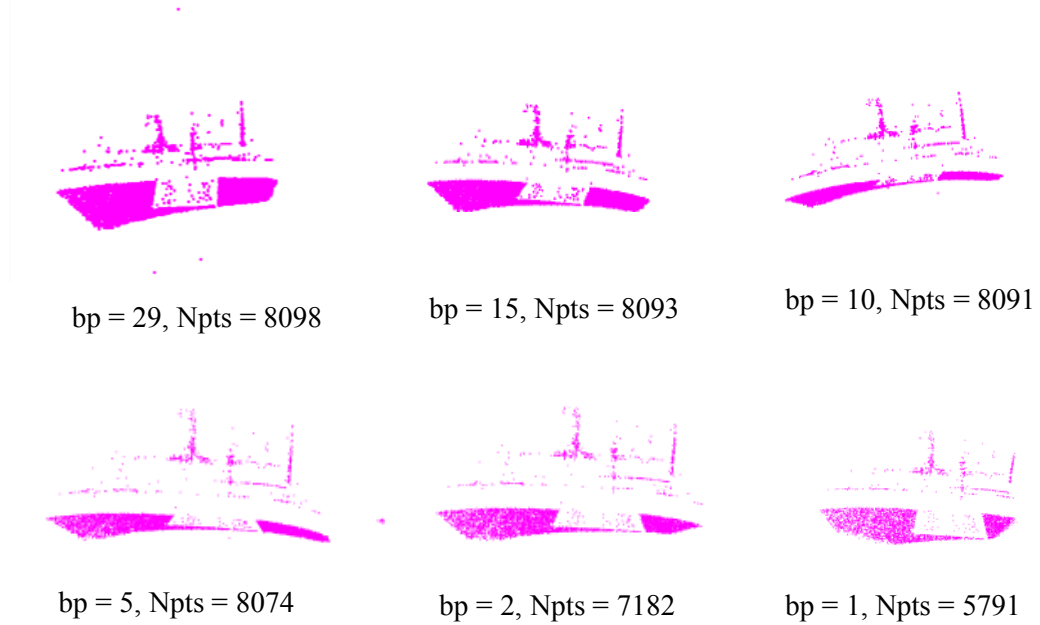 bp = 29, Npts = 8098
bp = 15, Npts = 8093
bp = 10, Npts = 8091
bp = 5, Npts = 8074
bp = 2, Npts = 7182
bp = 1, Npts = 5791